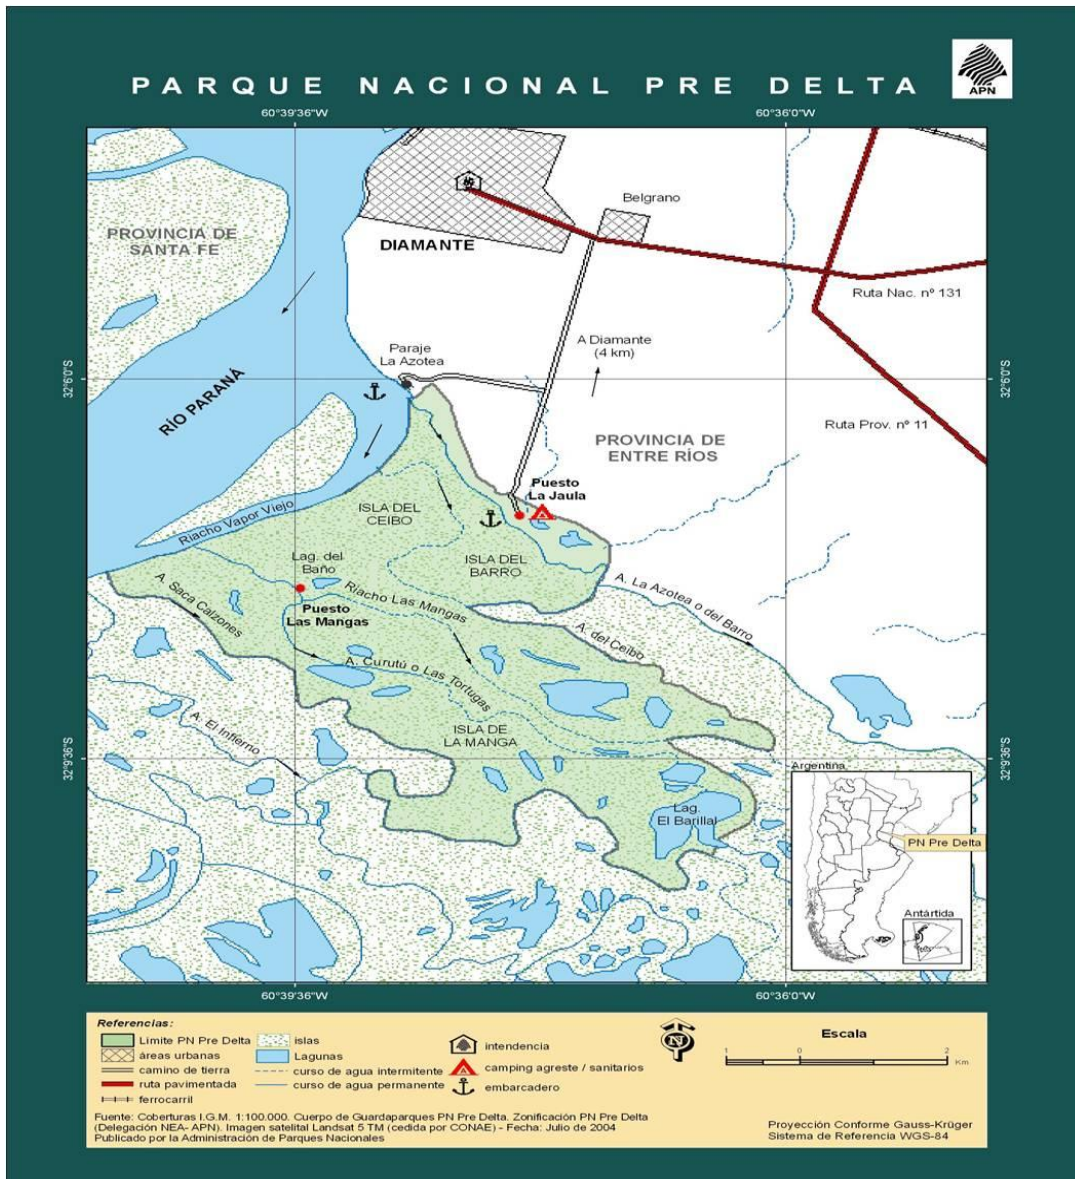 PARQUE NACIONAL PRE DELTA
APN
60°39'36"W
60°36'0"W
PROVINCIA DE
SANTA FE
DIAMANTE
Belgrano
Ruta Nac. nº 131
A Diamante
(4 km)
Paraje
La Azotea
32°6'0"S
32°6'0"S
RÍO PARANÁ
Ruta Prov. nº 11
PROVINCIA DE
ENTRE RÍOS
Puesto
La Jaula
Riacho Vapor Viejo
ISLA DEL
CEIBO
ISLA DEL
BARRO
Lag. del
Baño
A. Saca Calzones
Puesto
Las Mangas
Riacho Las Mangas
A. La Azotea o del Barro
A. del Ceibo
A. Curutú o Las Tortugas
A. El Infierno
ISLA DE
LA MANGA
32°9'36"S
32°9'36"S
Lag.
El Barillal
Argentina
PN Pre Delta
Antártida
60°39'36"W
60°36'0"W
Referencias:
Limite PN Pre Delta
áreas urbanas
camino de tierra
ruta pavimentada
ferrocarril
islas
Lagunas
curso de agua intermitente
curso de agua permanente
intendencia
camping agreste / sanitarios
embarcadero
N
Escala
1 0 2
Km
Fuente: Coberturas I.G.M. 1:100.000. Cuerpo de Guardaparques PN Pre Delta. Zonificación PN Pre Delta
(Delegación NEA- APN). Imagen satelital Landsat 5 TM (cedida por CONAE) - Fecha: Julio de 2004
Publicado por la Administración de Parques Nacionales
Proyección Conforme Gauss-Krüger
Sistema de Referencia WGS-84